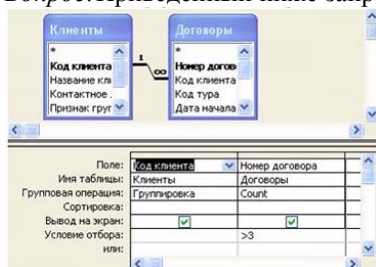 Вопрос: Приведенный ниже запр
Клиенты
*
Код клиента
Название кли
Контактное
Признак груп
1
∞
Договоры
*
Номер догов
Код клиента
Код тура
Дата начала
Поле: Код клиента Номер договора
Имя таблицы: Клиенты Договоры
Групповая операция: Группировка Count
Сортировка:
Вывод на экран:
Условие отбора: >3
или: